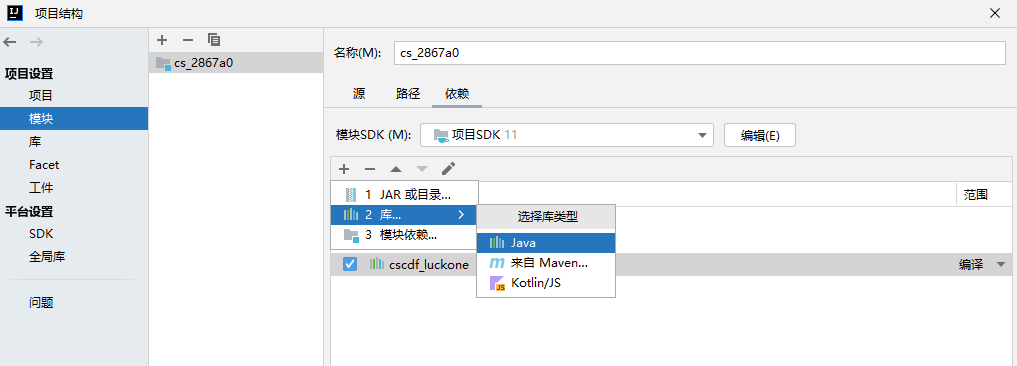 项目结构
项目设置
项目
模块
库
Facet
工件
平台设置
SDK
全局库
问题
cs_2867a0
名称(M): cs_2867a0
源 路径 依赖
模块SDK (M): 项目SDK 11 编辑(E)
范围
1 JAR 或目录...
2 库...
3 模块依赖...
选择库类型
Java
来自 Maven...
Kotlin/JS
cscdf_luckone 编译